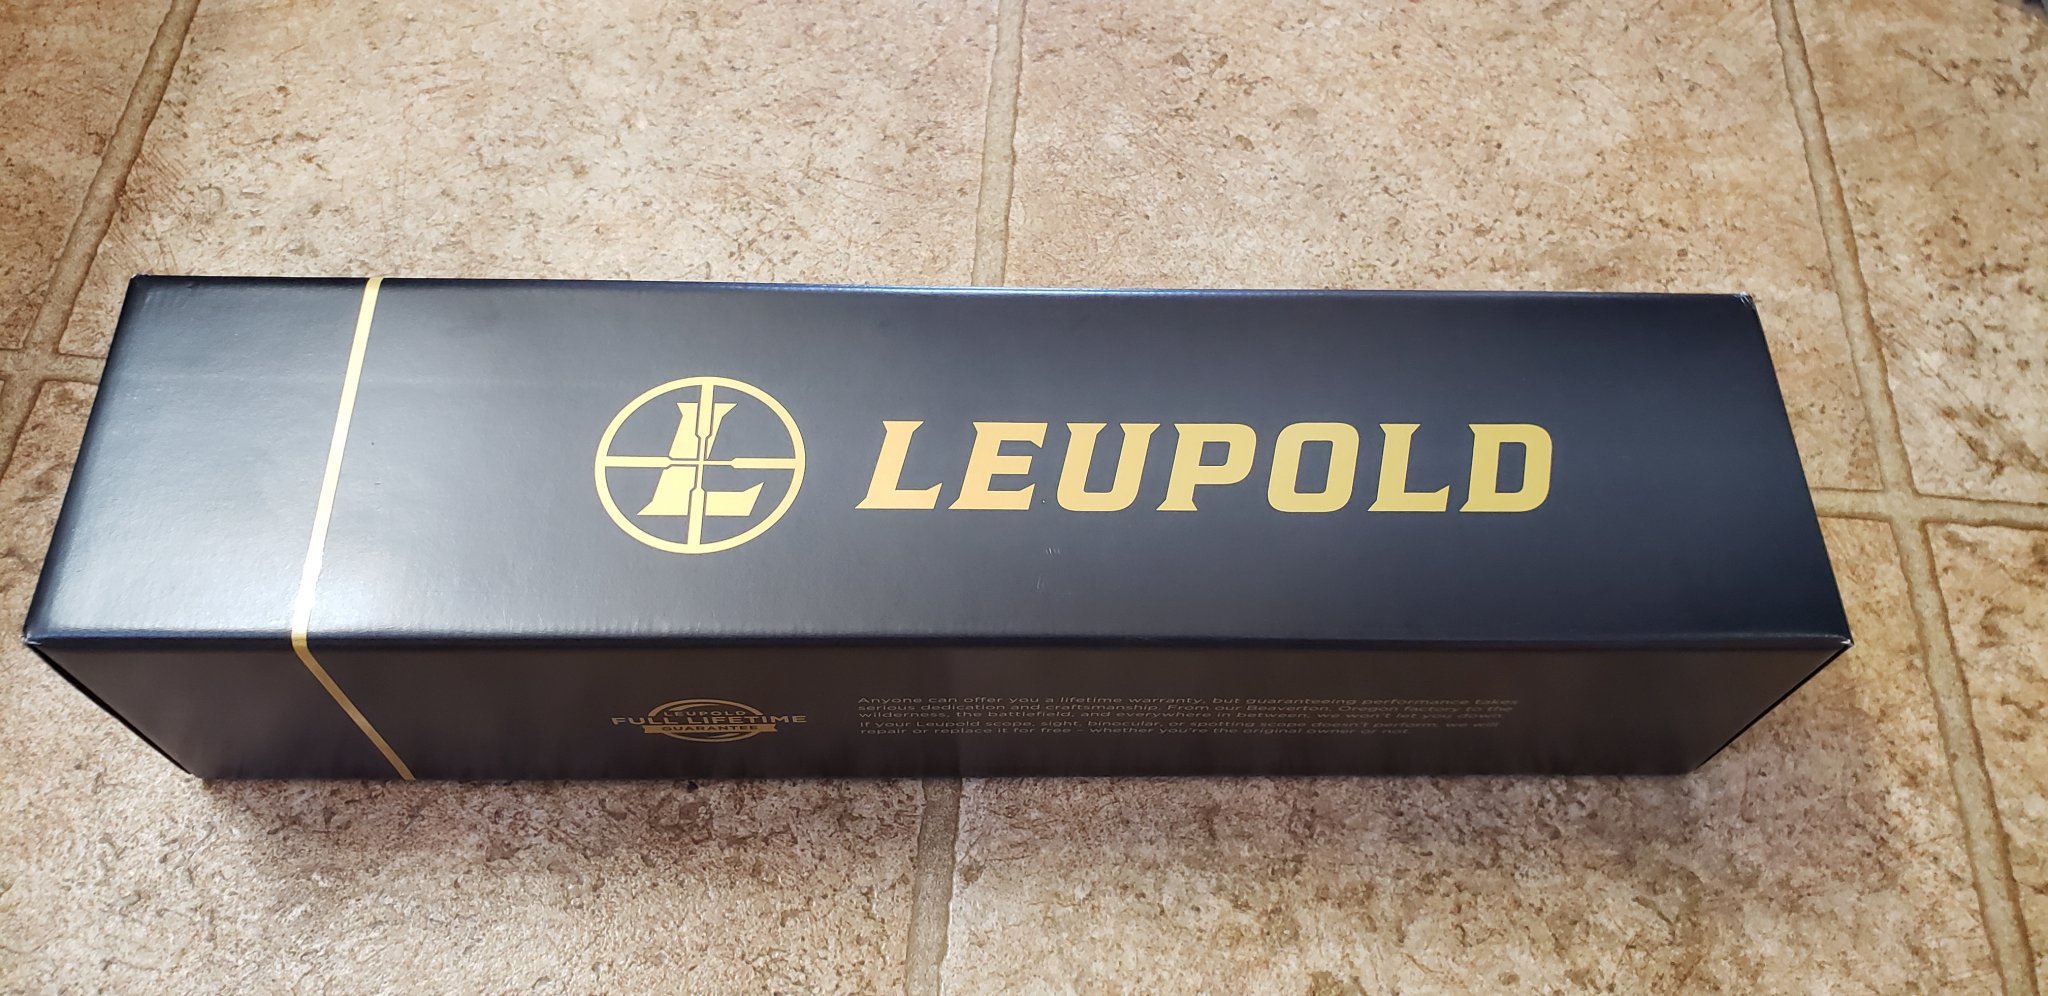 L
LEUPOLD
LEUPOLD
FULL LIFETIME
GUARANTEE
Anyone can offer you a lifetime warranty, but guaranteeing performance takes
serious dedication and craftsmanship. From our Beaverton, Oregon factory to the
wilderness, the battlefield, and everywhere in between, we won't let you down.
If your Leupold scope, sight, binocular, or spotting scope doesn't perform, we will
repair or replace it for free – whether you're the original owner or not.